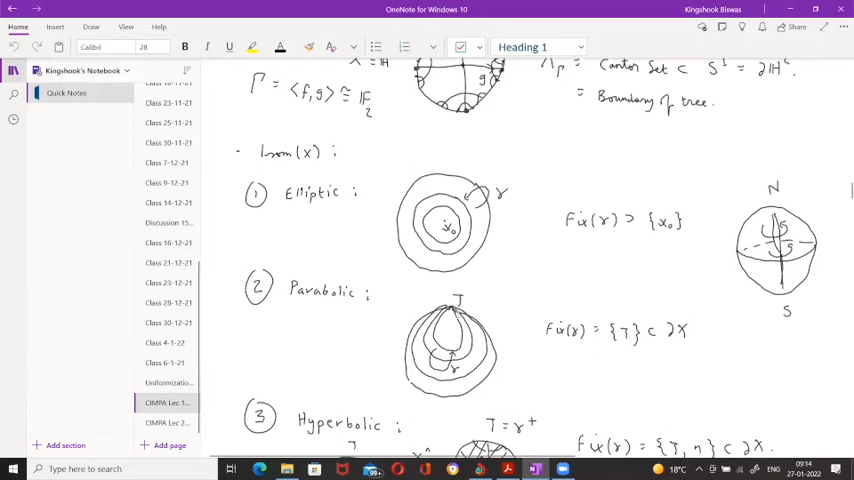 OneNote for Windows 10
Kingshook Biswas
Home Insert Draw View Help
Share
Calibri 28 B I U A Heading 1
Kingshook's Notebook
Quick Notes
Class 23-11-21
Class 25-11-21
Class 30-11-21
Class 7-12-21
Class 9-12-21
Class 14-12-21
Discussion 15...
Class 16-12-21
Class 21-12-21
Class 23-12-21
Class 28-12-21
Class 30-12-21
Class 4-1-22
Class 6-1-21
Uniformizatio...
CIMPA Lec 1...
CIMPA Lec 2...
Add section
Add page
g
Γ = <f,g> ≅ F₂
Cantor Set ⊂ S¹ = ∂H².
= Boundary of tree.
· Isom(X) :
① Elliptic :
x₀
γ
Fix(γ) ⊃ {x₀}
N
S
② Parabolic :
ξ
γ
Fix(γ) = {ξ} ⊂ ∂X
③ Hyperbolic :
ξ = γ⁺
Fix(γ) = {ξ, η} ⊂ ∂X.
Type here to search
99+
18°C
ENG
09:14
27-01-2022